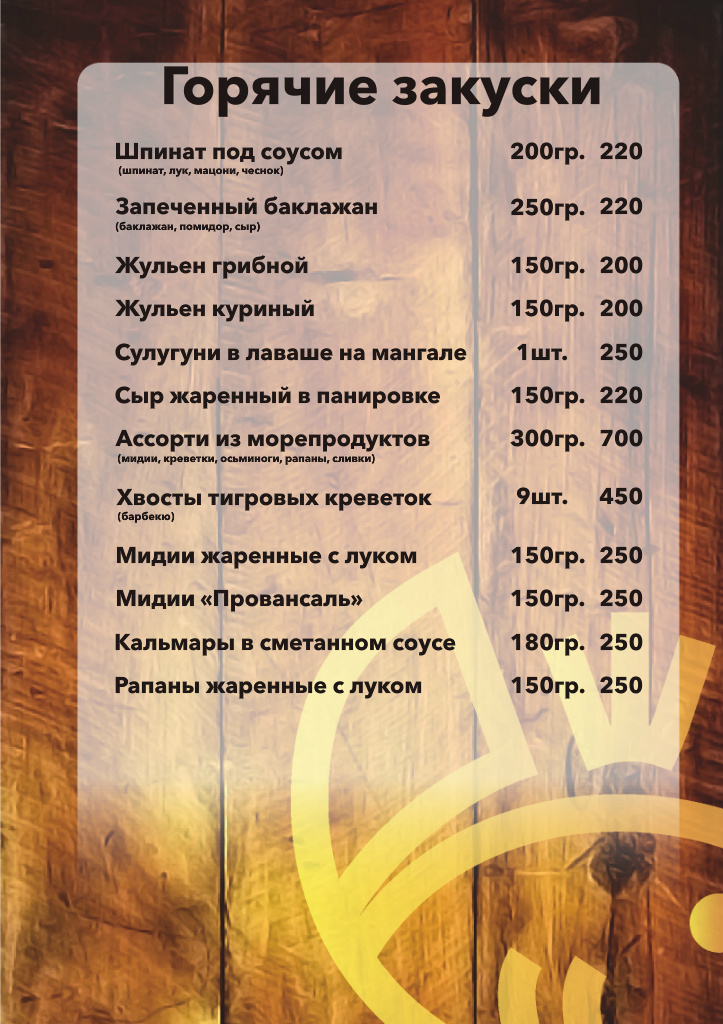 Горячие закуски
Шпинат под соусом 200гр. 220
(шпинат, лук, мацони, чеснок)
Запеченный баклажан 250гр. 220
(баклажан, помидор, сыр)
Жульен грибной 150гр. 200
Жульен куриный 150гр. 200
Сулугуни в лаваше на мангале 1шт. 250
Сыр жаренный в панировке 150гр. 220
Ассорти из морепродуктов 300гр. 700
(мидии, креветки, осьминоги, рапаны, сливки)
Хвосты тигровых креветок 9шт. 450
(барбекю)
Мидии жаренные с луком 150гр. 250
Мидии «Провансаль» 150гр. 250
Кальмары в сметанном соусе 180гр. 250
Рапаны жаренные с луком 150гр. 250